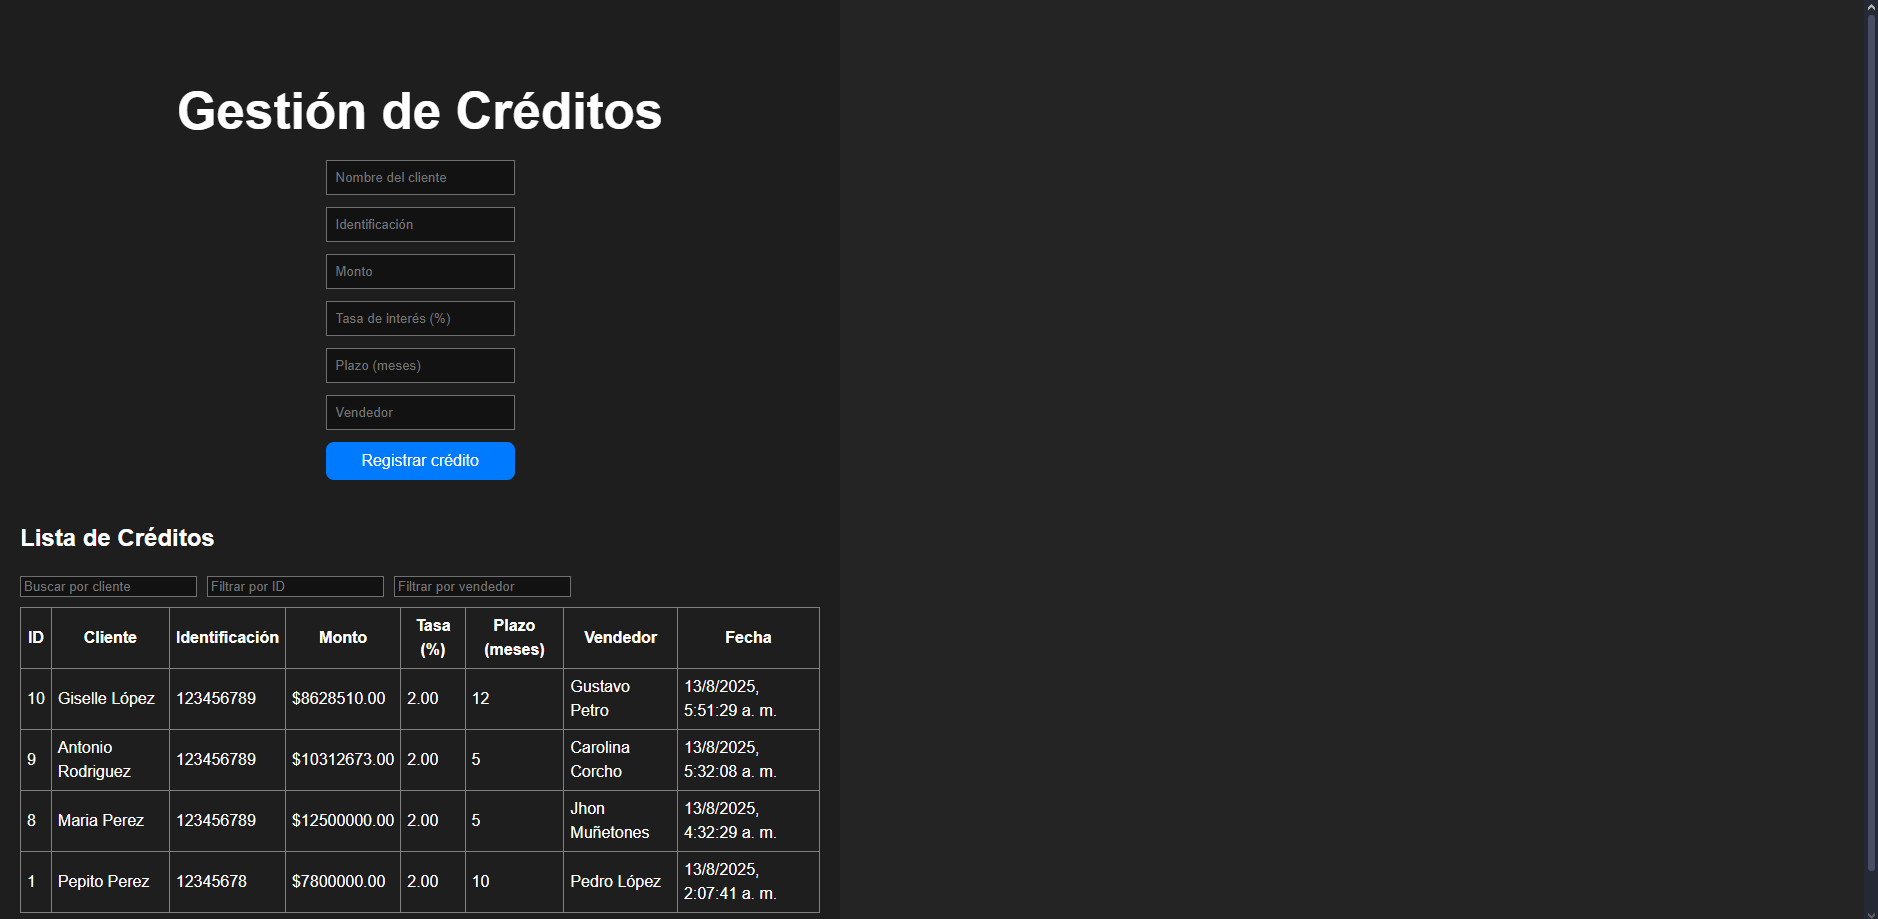 Gestión de Créditos
Nombre del cliente
Identificación
Monto
Tasa de interés (%)
Plazo (meses)
Vendedor
Registrar crédito
Lista de Créditos
Buscar por cliente Filtrar por ID Filtrar por vendedor
ID Cliente Identificación Monto Tasa (%) Plazo (meses) Vendedor Fecha
10 Giselle López 123456789 $8628510.00 2.00 12 Gustavo Petro 13/8/2025, 5:51:29 a. m.
9 Antonio Rodriguez 123456789 $10312673.00 2.00 5 Carolina Corcho 13/8/2025, 5:32:08 a. m.
8 Maria Perez 123456789 $12500000.00 2.00 5 Jhon Muñetones 13/8/2025, 4:32:29 a. m.
1 Pepito Perez 12345678 $7800000.00 2.00 10 Pedro López 13/8/2025, 2:07:41 a. m.